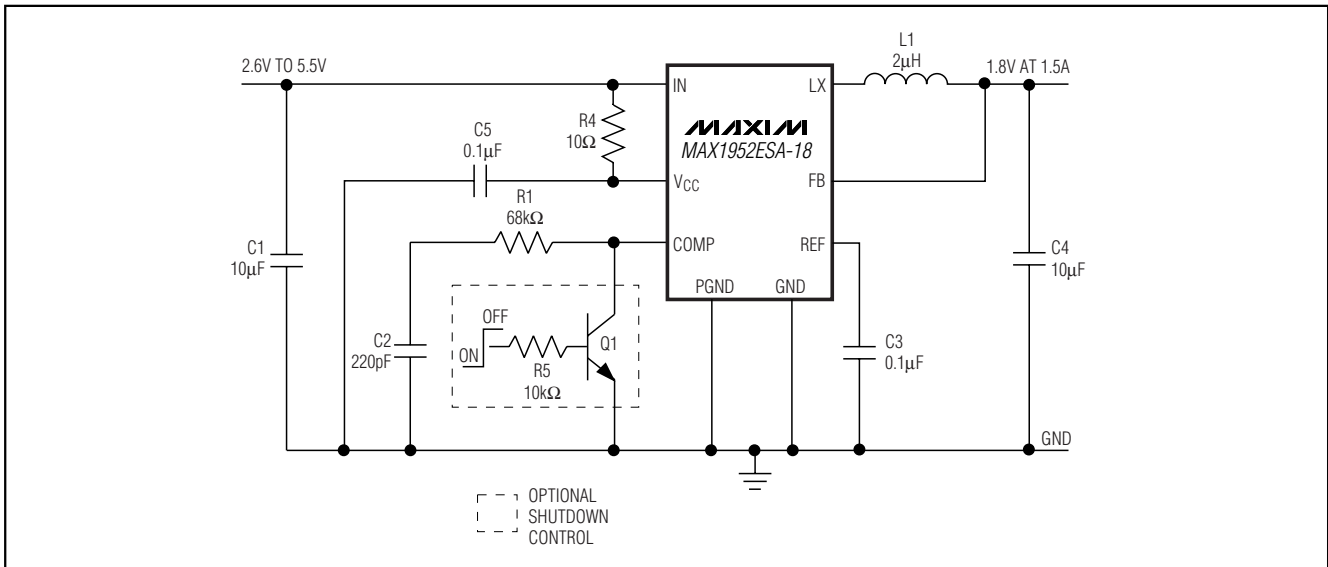 2.6V TO 5.5V
L1
2µH
1.8V AT 1.5A
IN
LX
R4
10Ω
MAXIM
MAX1952ESA-18
C5
0.1µF
VCC
FB
R1
68kΩ
COMP
REF
C1
10µF
C4
10µF
PGND
GND
OFF
ON
Q1
R5
10kΩ
C2
220pF
C3
0.1µF
GND
OPTIONAL
SHUTDOWN
CONTROL